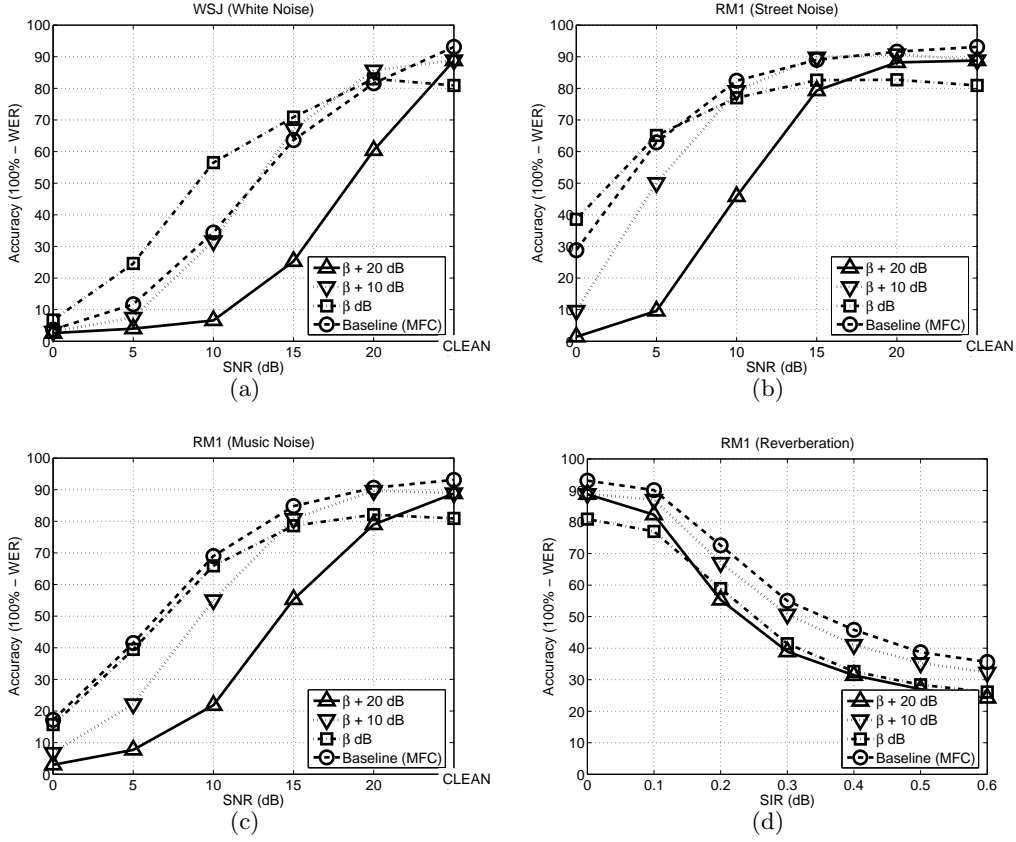 WSJ (White Noise)
Accuracy (100% − WER)
100
90
80
70
60
50
40
30
20
10
0
0 5 10 15 20 CLEAN
SNR (dB)
β + 20 dB
β + 10 dB
β dB
Baseline (MFC)
(a)
RM1 (Street Noise)
Accuracy (100% − WER)
100
90
80
70
60
50
40
30
20
10
0
0 5 10 15 20 CLEAN
SNR (dB)
β + 20 dB
β + 10 dB
β dB
Baseline (MFC)
(b)
RM1 (Music Noise)
Accuracy (100% − WER)
100
90
80
70
60
50
40
30
20
10
0
0 5 10 15 20 CLEAN
SNR (dB)
β + 20 dB
β + 10 dB
β dB
Baseline (MFC)
(c)
RM1 (Reverberation)
Accuracy (100% − WER)
100
90
80
70
60
50
40
30
20
10
0
0 0.1 0.2 0.3 0.4 0.5 0.6
SIR (dB)
β + 20 dB
β + 10 dB
β dB
Baseline (MFC)
(d)